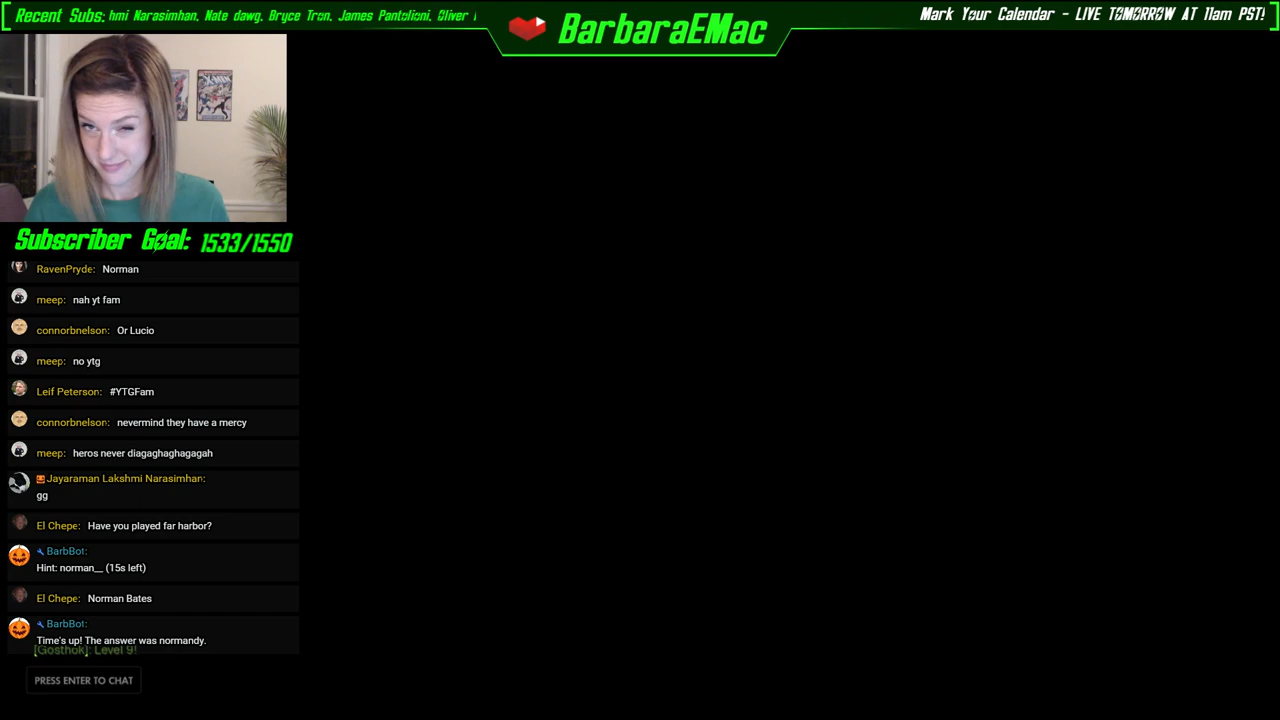 Recent Subs: hmi Narasimhan, Nate dawg, Bryce Tran, James Pantolioni, Oliver
BarbaraEMac
Mark Your Calendar - LIVE TOMORROW AT 11am PST!
X-MEN
Subscriber Goal: 1533/1550
RavenPryde: Norman
meep: nah yt fam
connorbnelson: Or Lucio
meep: no ytg
Leif Peterson: #YTGFam
connorbnelson: nevermind they have a mercy
meep: heros never diagaghaghagagah
Jayaraman Lakshmi Narasimhan:
gg
El Chepe: Have you played far harbor?
BarbBot:
Hint: norman__ (15s left)
El Chepe: Norman Bates
BarbBot:
Time's up! The answer was normandy.
[Gosthok]: Level 9!
PRESS ENTER TO CHAT